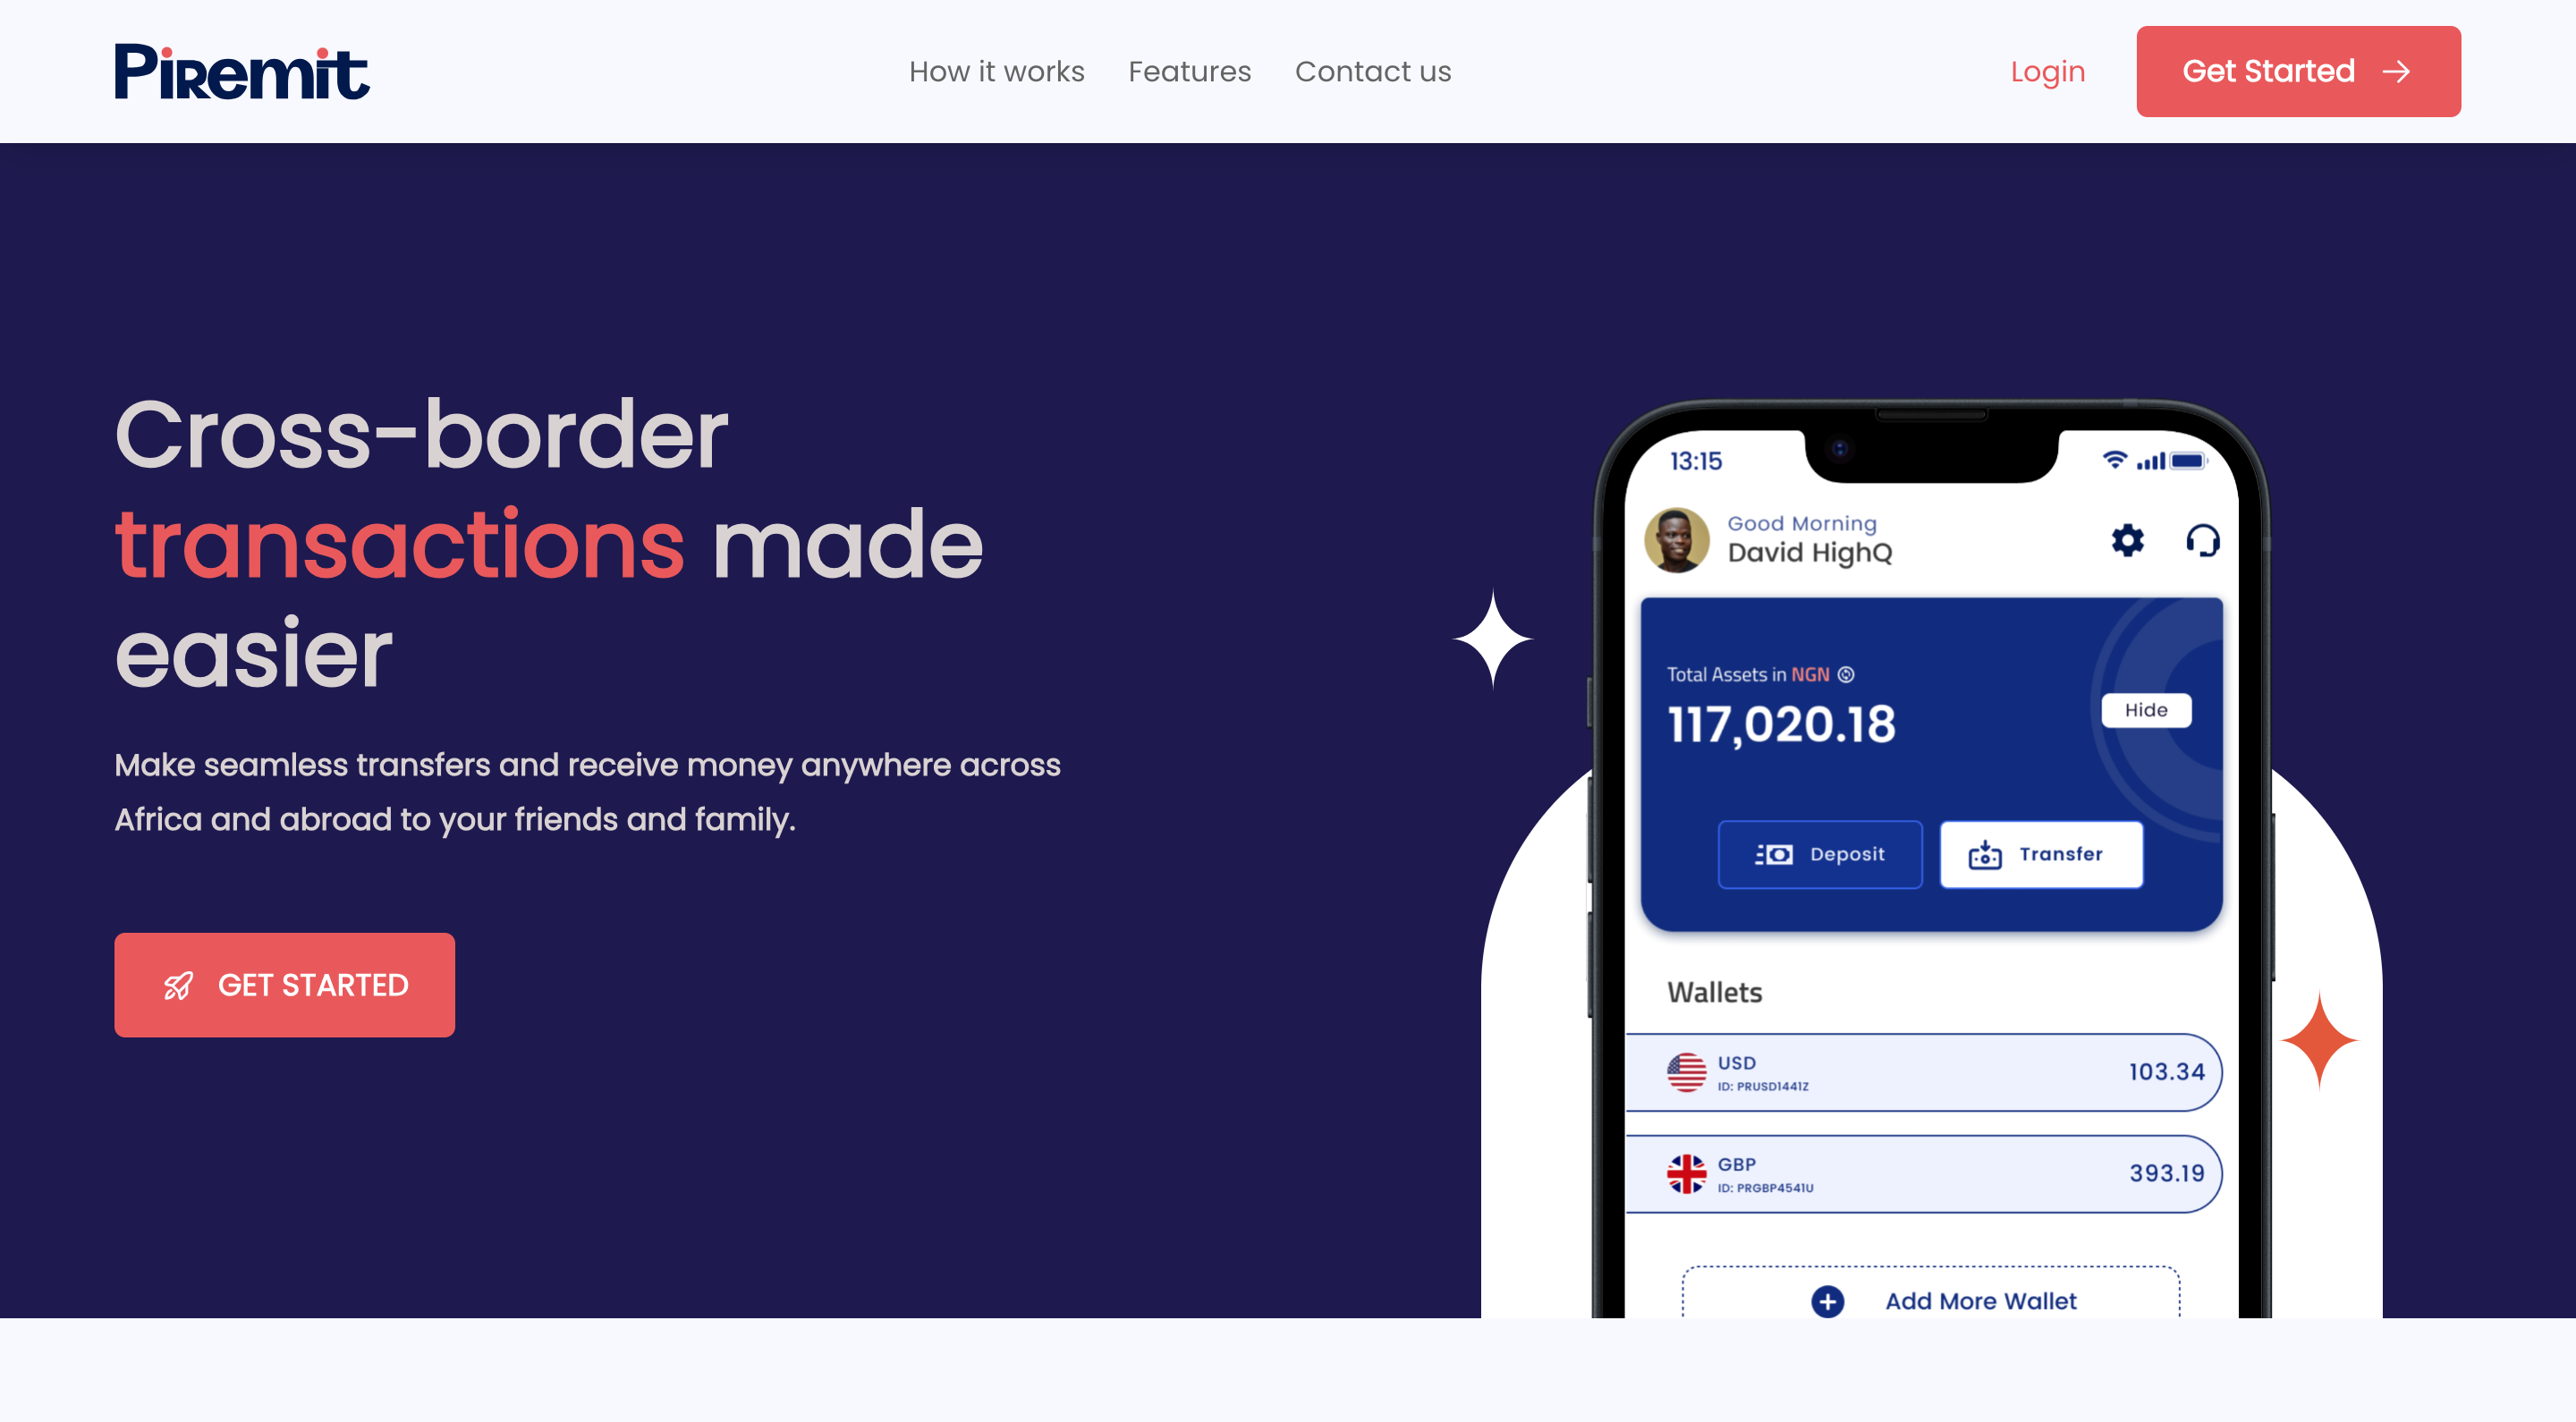 Piremit
How it works
Features
Contact us
Login
Get Started
Cross-border
transactions made
easier
Make seamless transfers and receive money anywhere across
Africa and abroad to your friends and family.
GET STARTED
13:15
Good Morning
David HighQ
Total Assets in NGN
117,020.18
Hide
Deposit
Transfer
Wallets
USD
ID: PRUSD1441Z
103.34
GBP
ID: PRGBP4541U
393.19
Add More Wallet